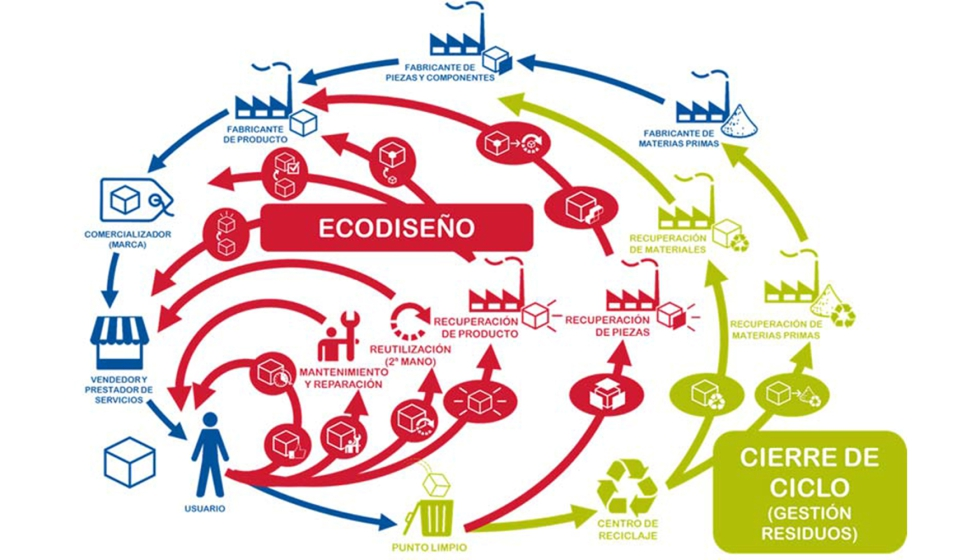 FABRICANTE DE
PIEZAS Y COMPONENTES
FABRICANTE
DE PRODUCTO
FABRICANTE DE
MATERIAS PRIMAS
COMERCIALIZADOR
(MARCA)
ECODISEÑO
RECUPERACIÓN
DE MATERIALES
RECUPERACIÓN
DE PRODUCTO
RECUPERACIÓN
DE PIEZAS
RECUPERACIÓN DE
MATERIAS PRIMAS
REUTILIZACIÓN
(2ª MANO)
MANTENIMIENTO
Y REPARACIÓN
VENDEDOR Y
PRESTADOR DE
SERVICIOS
USUARIO
PUNTO LIMPIO
CENTRO DE
RECICLAJE
CIERRE DE
CICLO
(GESTIÓN
RESIDUOS)